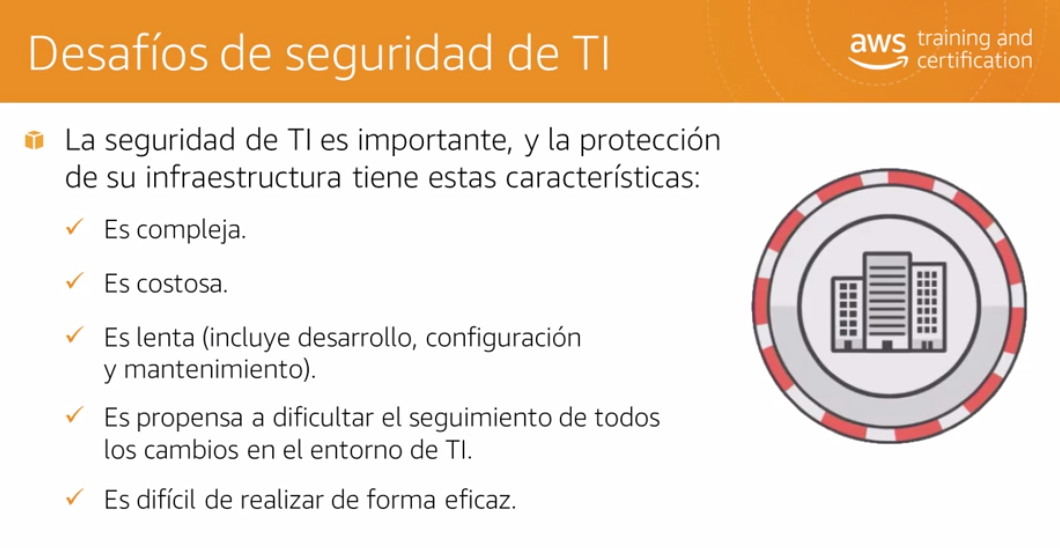 Desafíos de seguridad de TI
aws training and
certification
La seguridad de TI es importante, y la protección
de su infraestructura tiene estas características:
Es compleja.
Es costosa.
Es lenta (incluye desarrollo, configuración
y mantenimiento).
Es propensa a dificultar el seguimiento de todos
los cambios en el entorno de TI.
Es difícil de realizar de forma eficaz.